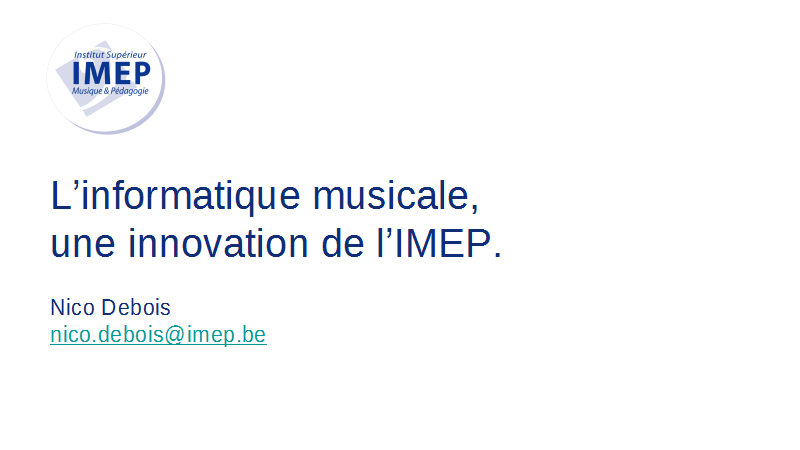 Institut Supérieur
IMEP
Musique & Pédagogie
L’informatique musicale,
une innovation de l’IMEP.
Nico Debois
nico.debois@imep.be